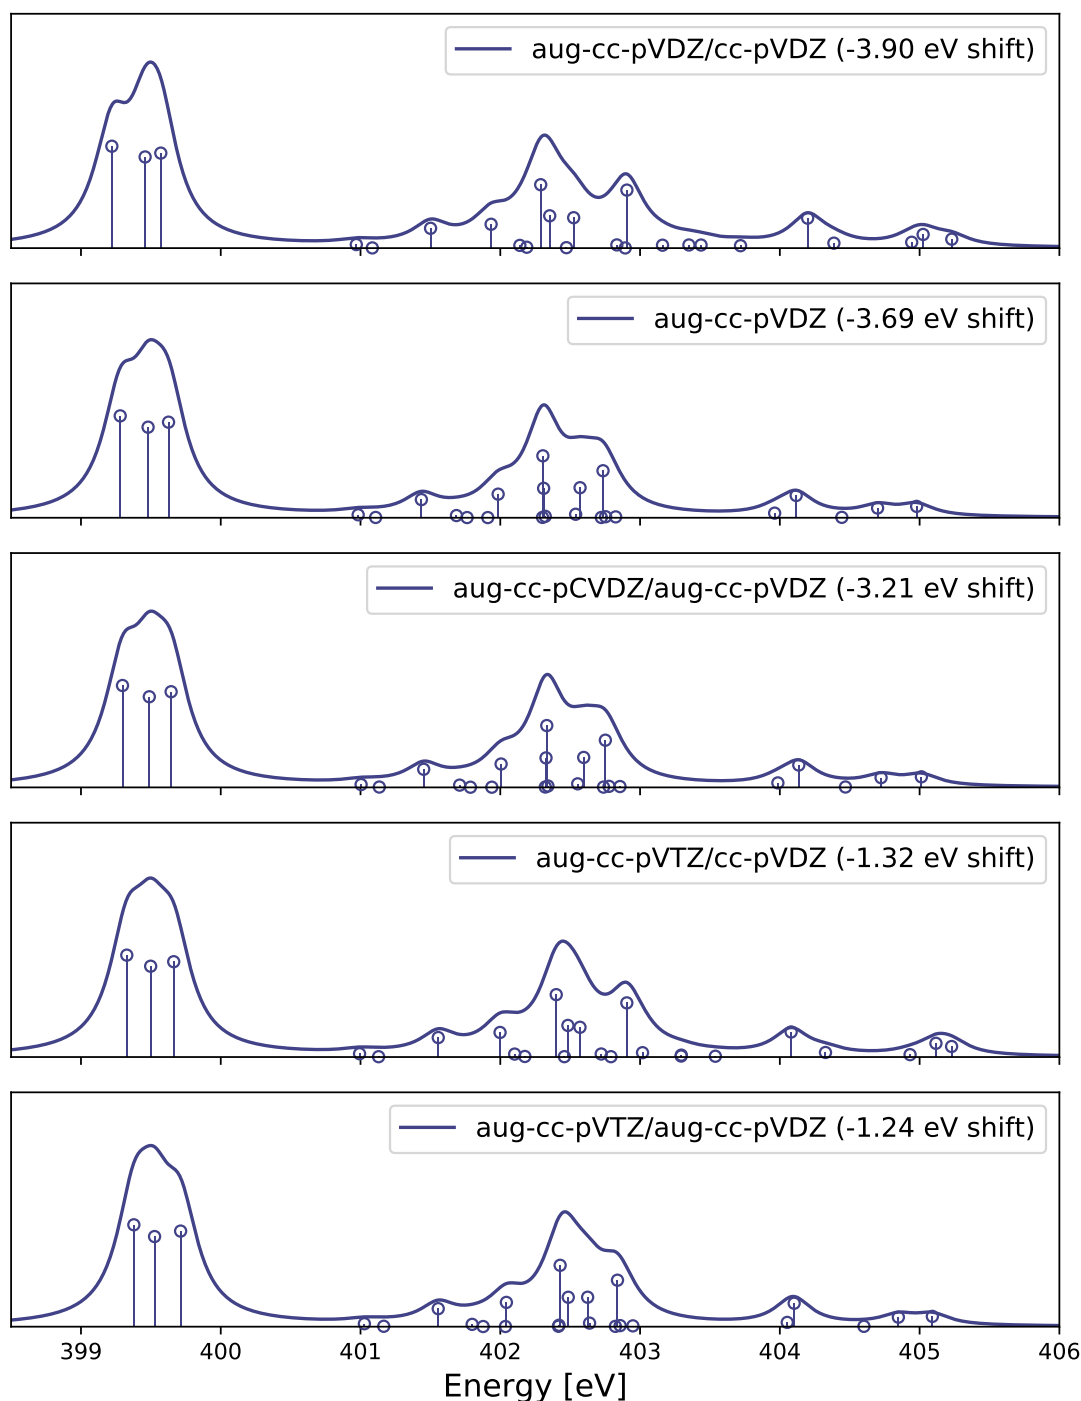 aug-cc-pVDZ/cc-pVDZ (-3.90 eV shift)
aug-cc-pVDZ (-3.69 eV shift)
aug-cc-pCVDZ/aug-cc-pVDZ (-3.21 eV shift)
aug-cc-pVTZ/cc-pVDZ (-1.32 eV shift)
aug-cc-pVTZ/aug-cc-pVDZ (-1.24 eV shift)
399 400 401 402 403 404 405 406
Energy [eV]